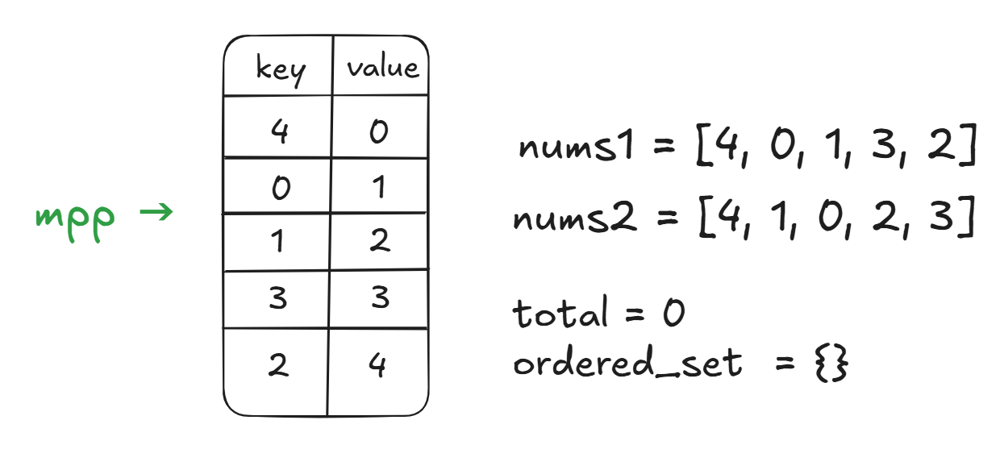 key value
4 0
0 1
1 2
3 3
2 4
mpp →
nums1 = [4, 0, 1, 3, 2]
nums2 = [4, 1, 0, 2, 3]
total = 0
ordered_set = {}